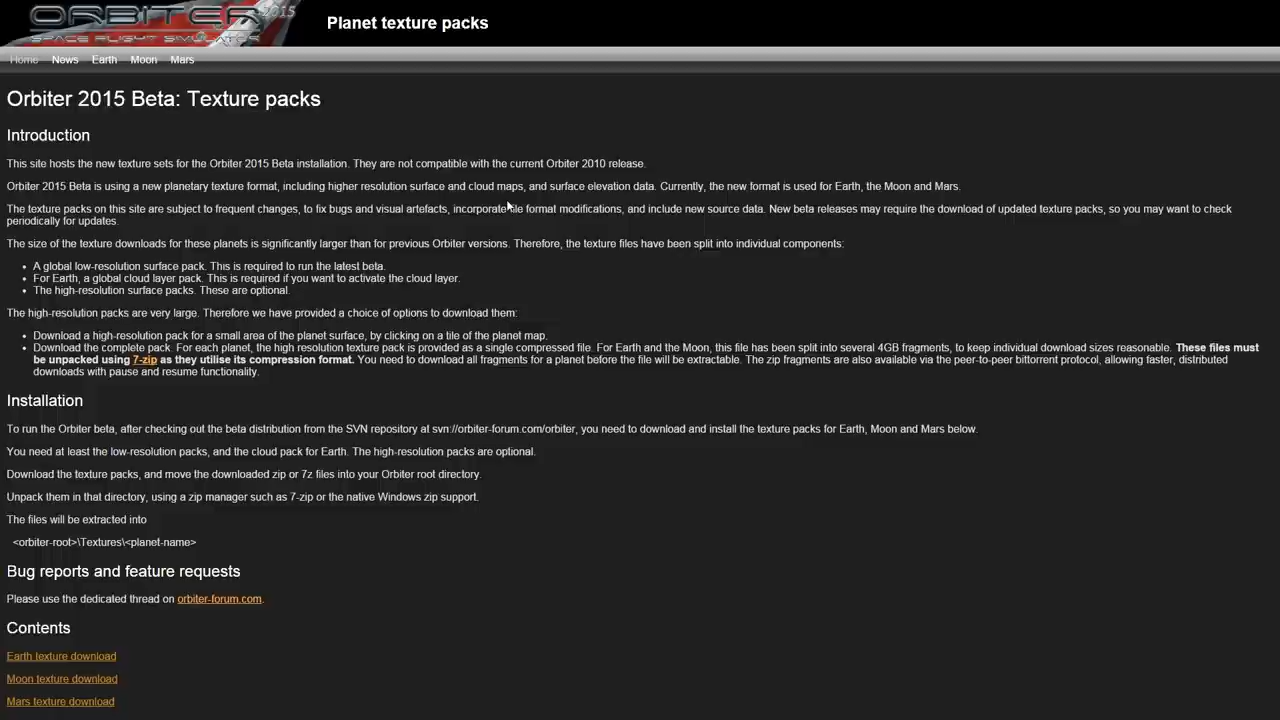 ORBITER 2015
SPACE FLIGHT SIMULATOR
Planet texture packs
Home News Earth Moon Mars
Orbiter 2015 Beta: Texture packs
Introduction
This site hosts the new texture sets for the Orbiter 2015 Beta installation. They are not compatible with the current Orbiter 2010 release.
Orbiter 2015 Beta is using a new planetary texture format, including higher resolution surface and cloud maps, and surface elevation data. Currently, the new format is used for Earth, the Moon and Mars.
The texture packs on this site are subject to frequent changes, to fix bugs and visual artefacts, incorporate file format modifications, and include new source data. New beta releases may require the download of updated texture packs, so you may want to check
periodically for updates.
The size of the texture downloads for these planets is significantly larger than for previous Orbiter versions. Therefore, the texture files have been split into individual components:
• A global low-resolution surface pack. This is required to run the latest beta.
• For Earth, a global cloud layer pack. This is required if you want to activate the cloud layer.
• The high-resolution surface packs. These are optional.
The high-resolution packs are very large. Therefore we have provided a choice of options to download them:
• Download a high-resolution pack for a small area of the planet surface, by clicking on a tile of the planet map.
• Download the complete pack. For each planet, the high resolution texture pack is provided as a single compressed file. For Earth and the Moon, this file has been split into several 4GB fragments, to keep individual download sizes reasonable. These files must
be unpacked using 7-zip as they utilise its compression format. You need to download all fragments for a planet before the file will be extractable. The zip fragments are also available via the peer-to-peer bittorrent protocol, allowing faster, distributed
downloads with pause and resume functionality.
Installation
To run the Orbiter beta, after checking out the beta distribution from the SVN repository at svn://orbiter-forum.com/orbiter, you need to download and install the texture packs for Earth, Moon and Mars below.
You need at least the low-resolution packs, and the cloud pack for Earth. The high-resolution packs are optional.
Download the texture packs, and move the downloaded zip or 7z files into your Orbiter root directory.
Unpack them in that directory, using a zip manager such as 7-zip or the native Windows zip support.
The files will be extracted into
<orbiter-root>\Textures\<planet-name>
Bug reports and feature requests
Please use the dedicated thread on orbiter-forum.com.
Contents
Earth texture download
Moon texture download
Mars texture download